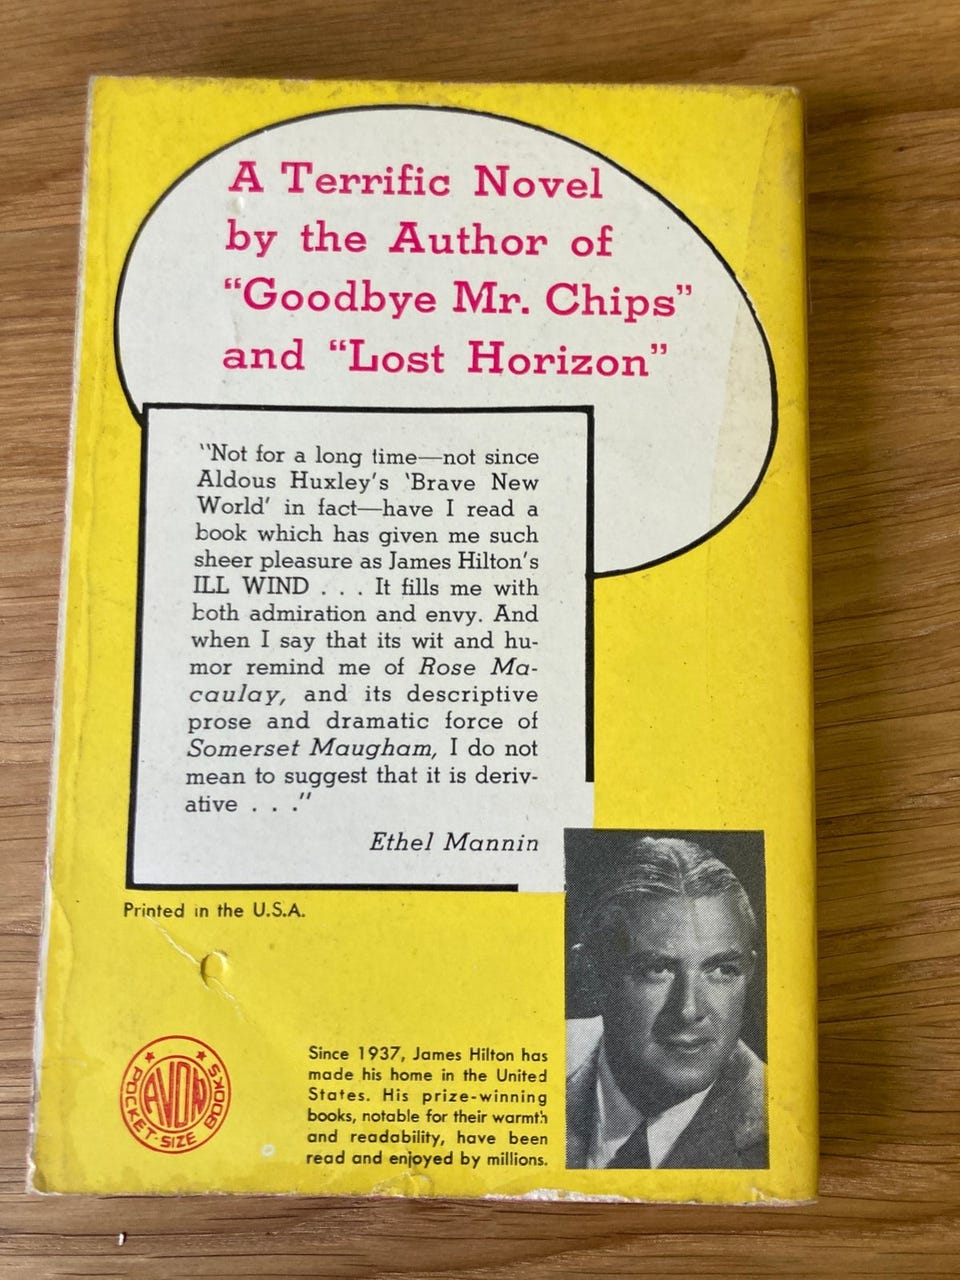 A Terrific Novel
by the Author of
“Goodbye Mr. Chips”
and “Lost Horizon”
"Not for a long time—not since
Aldous Huxley's 'Brave New
World' in fact—have I read a
book which has given me such
sheer pleasure as James Hilton's
ILL WIND . . . It fills me with
both admiration and envy. And
when I say that its wit and hu-
mor remind me of Rose Ma-
caulay, and its descriptive
prose and dramatic force of
Somerset Maugham, I do not
mean to suggest that it is deriv-
ative . . ."
Ethel Mannin
Printed in the U.S.A.
AVON
POCKET-SIZE BOOKS
Since 1937, James Hilton has
made his home in the United
States. His prize-winning
books, notable for their warmth
and readability, have been
read and enjoyed by millions.